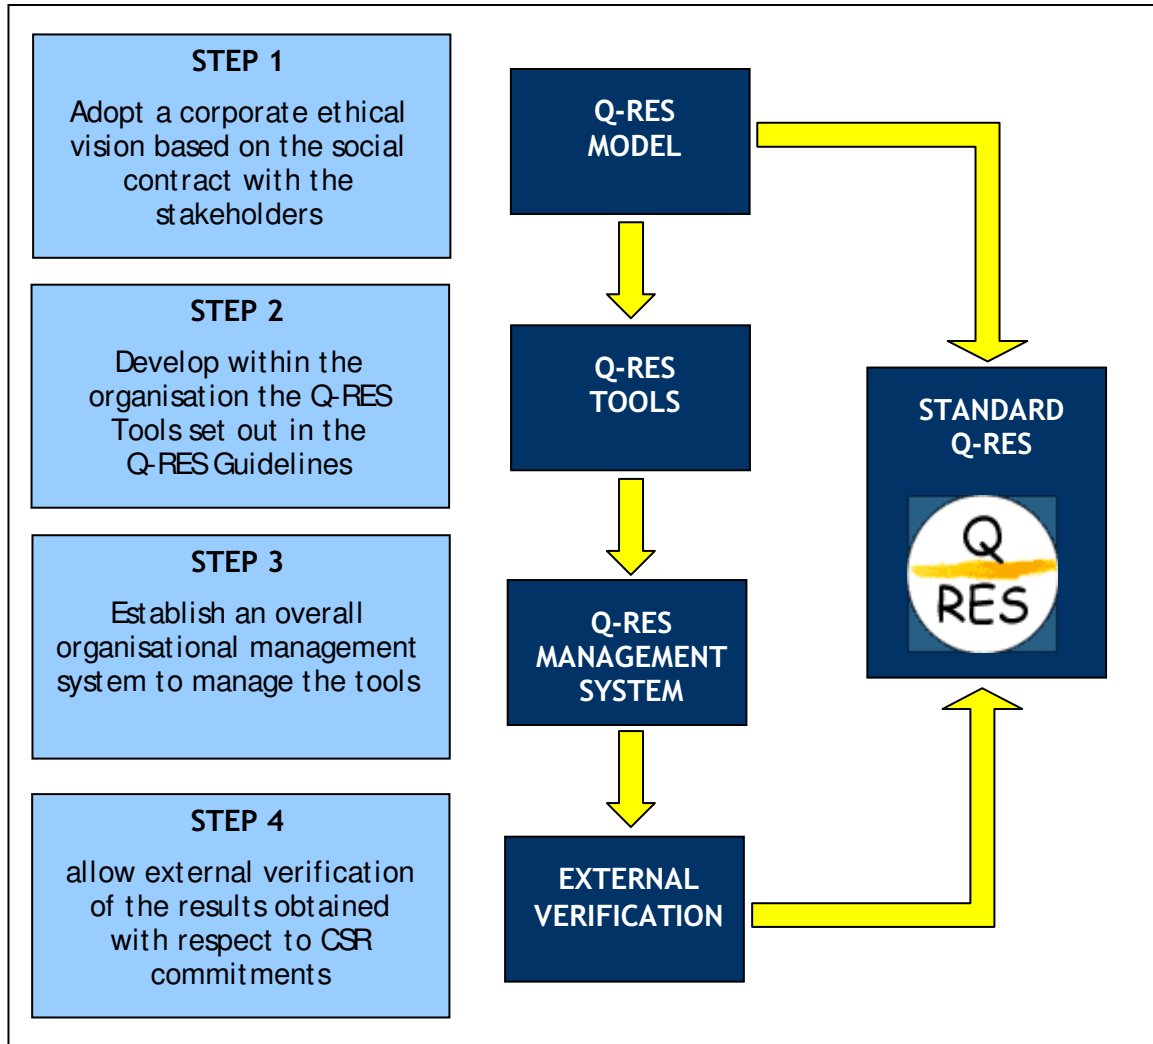 STEP 1
Adopt a corporate ethical
vision based on the social
contract with the
stakeholders
Q-RES
MODEL
STEP 2
Develop within the
organisation the Q-RES
Tools set out in the
Q-RES Guidelines
Q-RES
TOOLS
STANDARD
Q-RES
Q
RES
STEP 3
Establish an overall
organisational management
system to manage the tools
Q-RES
MANAGEMENT
SYSTEM
STEP 4
allow external verification
of the results obtained
with respect to CSR
commitments
EXTERNAL
VERIFICATION